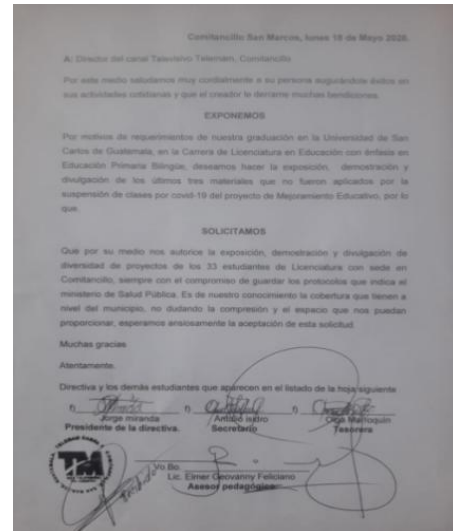 Comitancillo San Marcos, lunes 18 de Mayo 2020.
A: Director del canal Televisivo Telemam, Comitancillo
Por este medio saludamos muy cordialmente a su persona augurándole éxitos en
sus actividades cotidianas y que el creador le derrame muchas bendiciones.
EXPONEMOS
Por motivos de requerimientos de nuestra graduación en la Universidad de San
Carlos de Guatemala, en la Carrera de Licenciatura en Educación con énfasis en
Educación Primaria Bilingüe, deseamos hacer la exposición, demostración y
divulgación de los últimos tres materiales que no fueron aplicados por la
suspensión de clases por covid-19 del proyecto de Mejoramiento Educativo, por lo
que.
SOLICITAMOS
Qué por su medio nos autorice la exposición, demostración y divulgación de
diversidad de proyectos de los 33 estudiantes de Licenciatura con sede en
Comitancillo, siempre con el compromiso de guardar los protocolos que indica el
ministerio de Salud Pública. Es de nuestro conocimiento la cobertura que tienen a
nivel del municipio, no dudando la compresión y el espacio que nos puedan
proporcionar, esperamos ansiosamente la aceptación de esta solicitud.
Muchas gracias
Atentamente.
Directiva y los demás estudiantes que aparecen en el listado de la hoja siguiente
f) f) f)
Jorge miranda Antolio isidro Olga Marroquin
Presidente de la directiva. Secretario Tesorera
TM
Vo.Bo.
Lic. Elmer Geovanny Feliciano
Asesor pedagógico